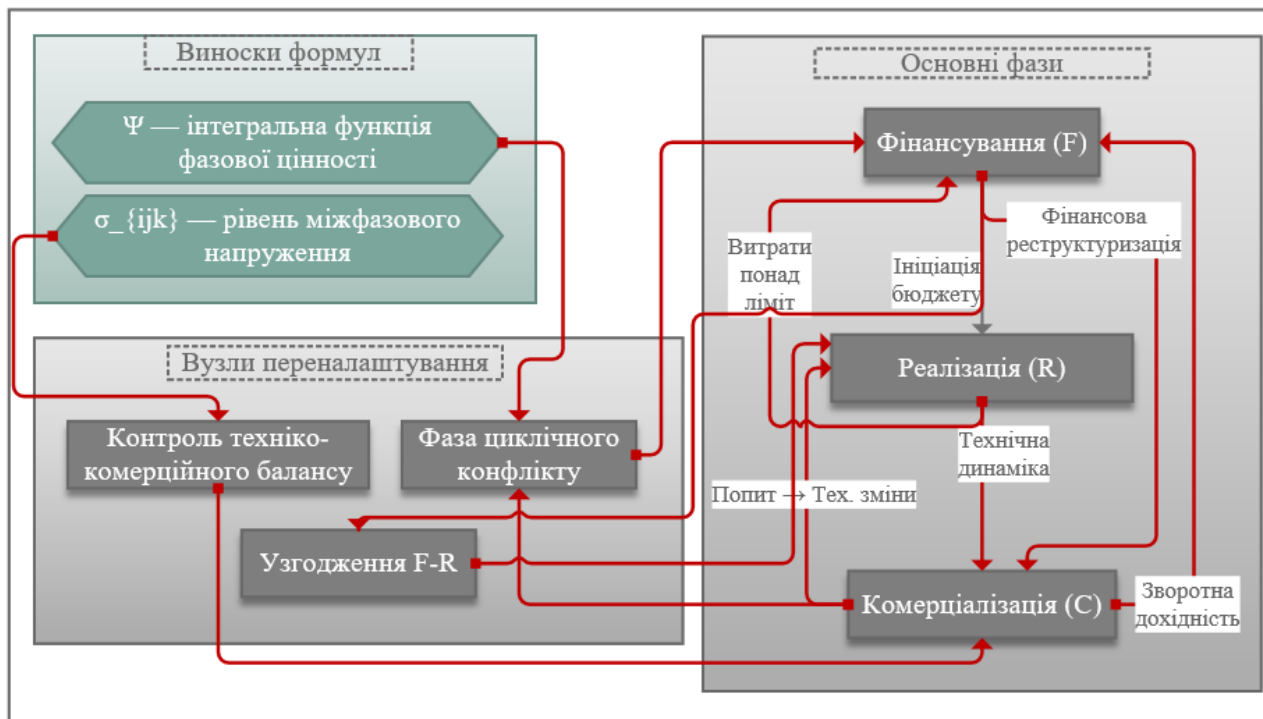 Виноски формул
Ψ — інтегральна функція
фазової цінності
σ_{ijk} — рівень міжфазового
напруження
Вузли переналаштування
Контроль техніко-
комерційного балансу
Фаза циклічного
конфлікту
Узгодження F-R
Основні фази
Фінансування (F)
Фінансова
реструктуризація
Витрати
понад
ліміт
Ініціація
бюджету
Реалізація (R)
Технічна
динаміка
Попит → Тех. зміни
Комерціалізація (C)
Зворотна
дохідність